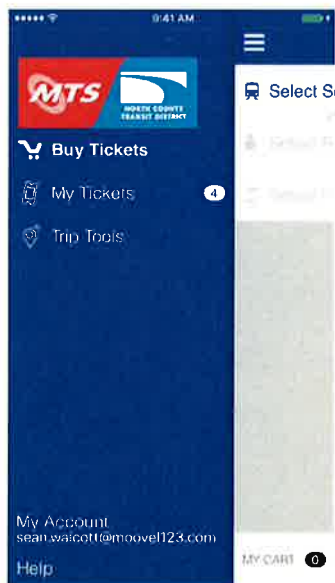 9:41 AM
MTS
NORTH COUNTY
TRANSIT DISTRICT
Select Se
Buy Tickets
My Tickets
4
Trip Tools
My Account
sean.walcott@moovel123.com
Help
MY CART 0